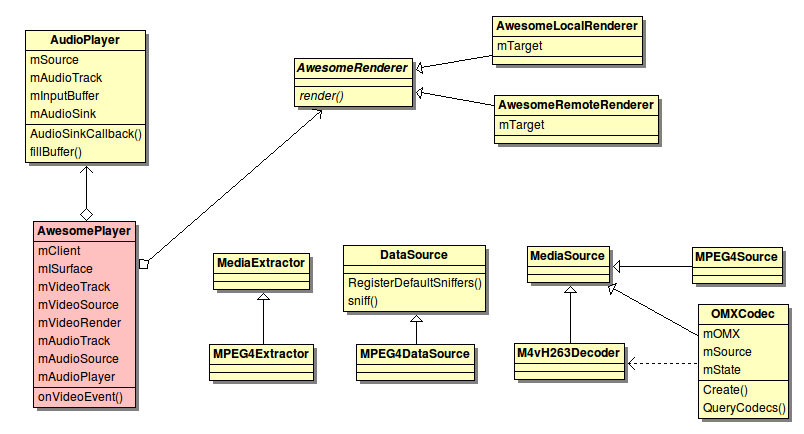 AudioPlayer
mSource
mAudioTrack
mInputBuffer
mAudioSink
AudioSinkCallback()
fillBuffer()
AwesomeRenderer
render()
AwesomeLocalRenderer
mTarget
AwesomeRemoteRenderer
mTarget
AwesomePlayer
mClient
mISurface
mVideoTrack
mVideoSource
mVideoRender
mAudioTrack
mAudioSource
mAudioPlayer
onVideoEvent()
MediaExtractor
MPEG4Extractor
DataSource
RegisterDefaultSniffers()
sniff()
MPEG4DataSource
MediaSource
MPEG4Source
M4vH263Decoder
OMXCodec
mOMX
mSource
mState
Create()
QueryCodecs()